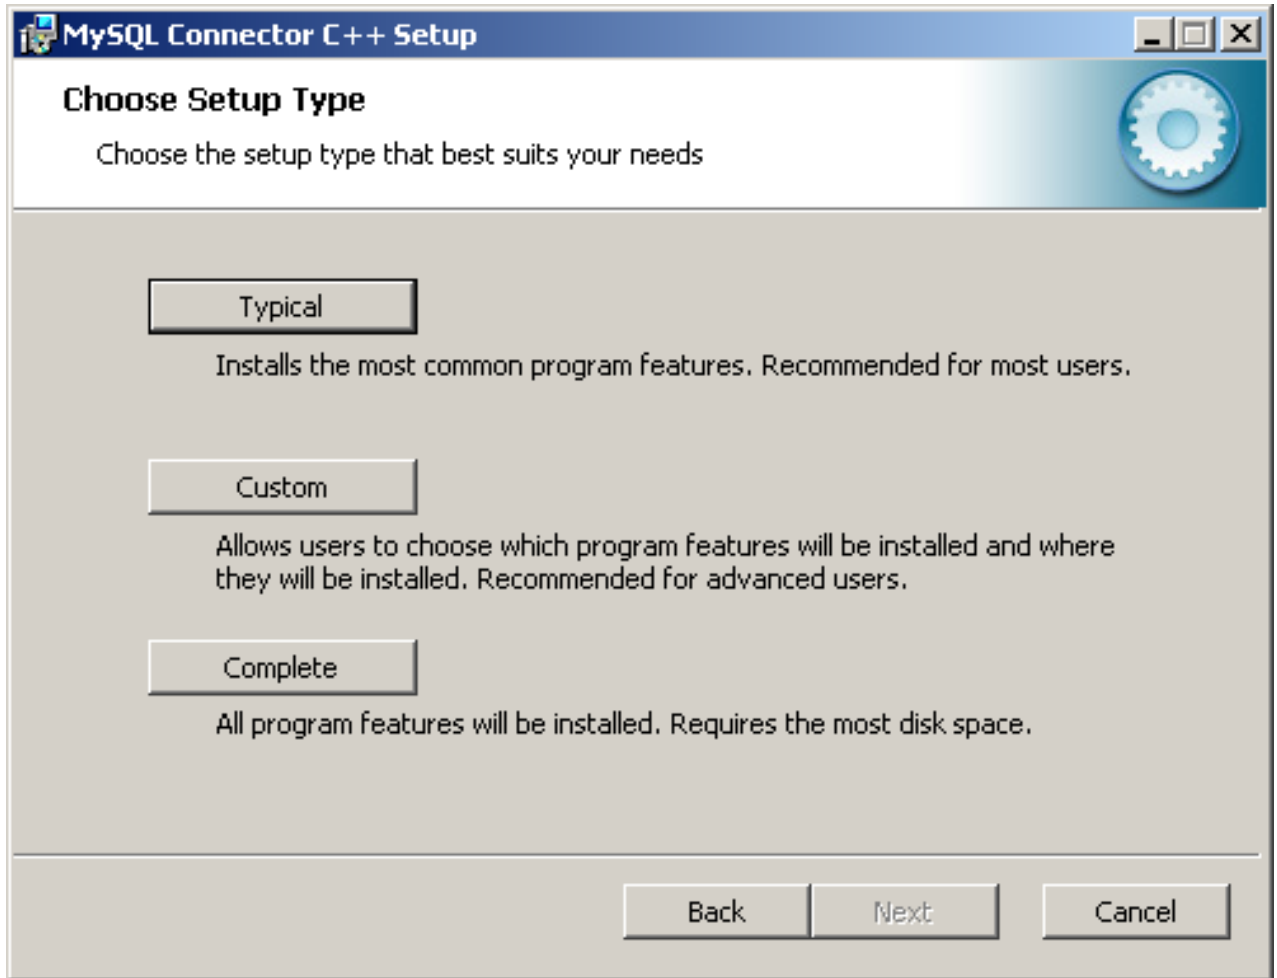 MySQL Connector C++ Setup
Choose Setup Type
Choose the setup type that best suits your needs
Typical
Installs the most common program features. Recommended for most users.
Custom
Allows users to choose which program features will be installed and where
they will be installed. Recommended for advanced users.
Complete
All program features will be installed. Requires the most disk space.
Back
Next
Cancel